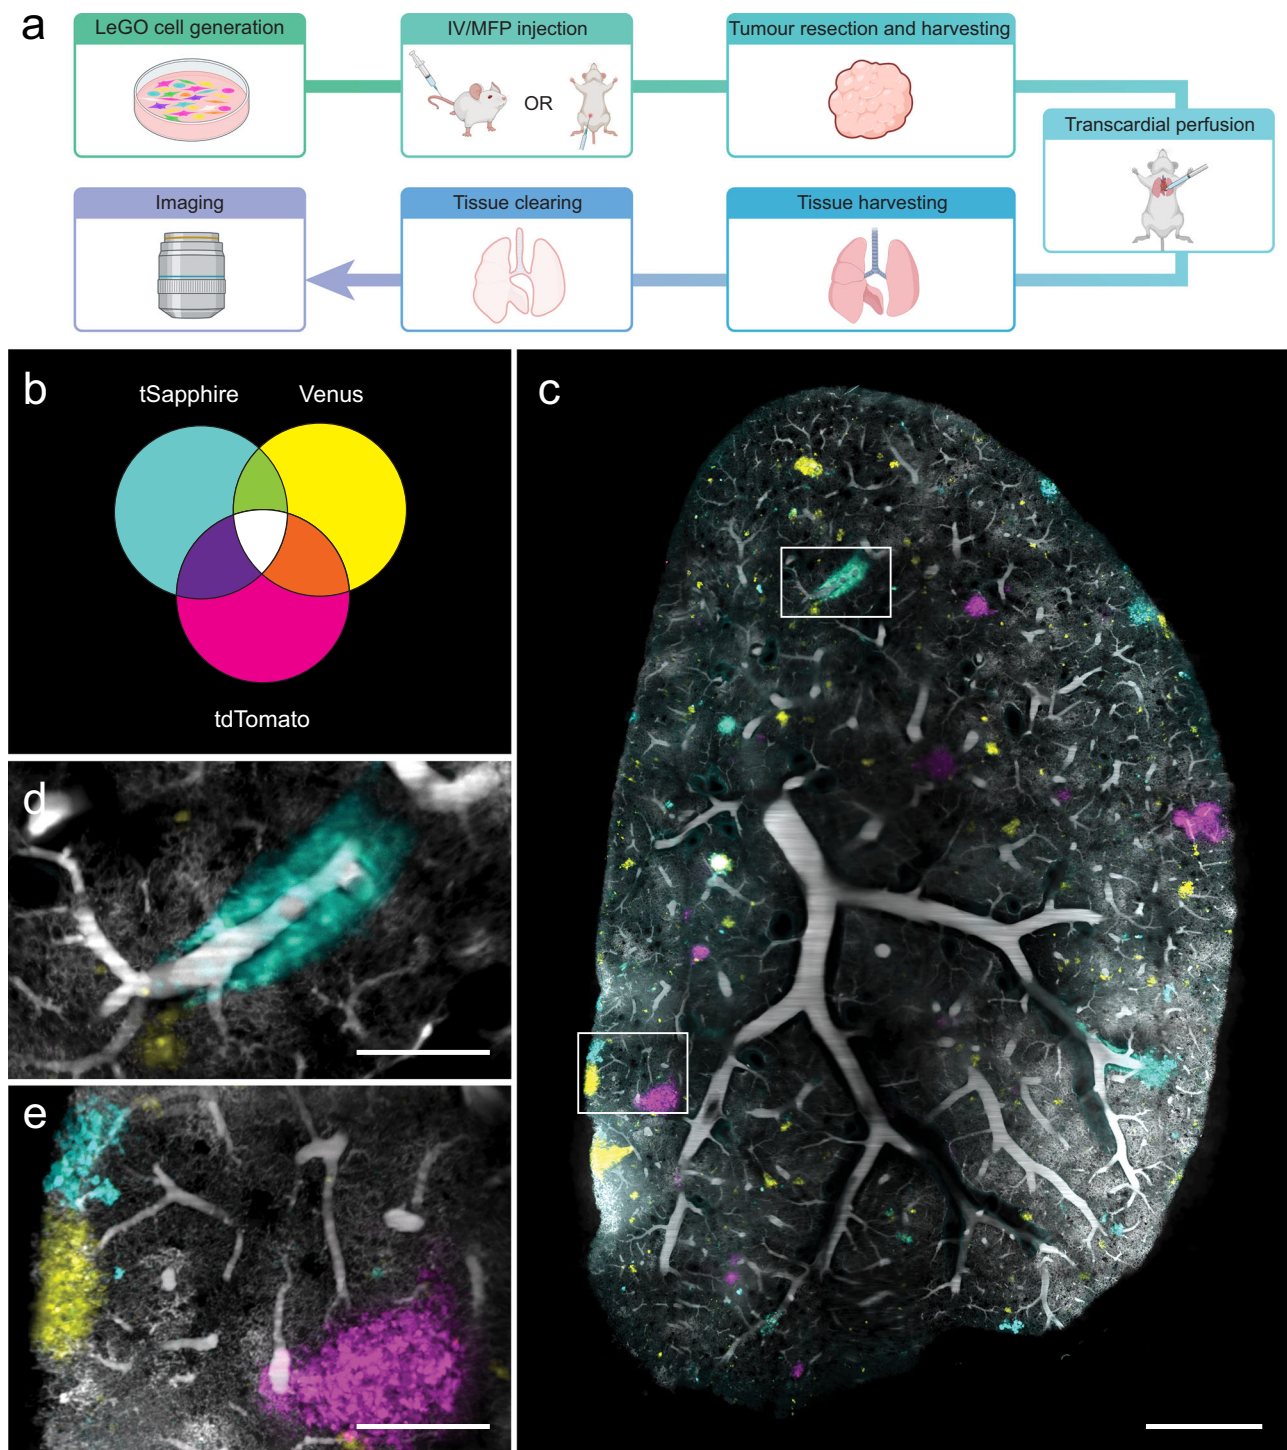 a
LeGO cell generation
IV/MFP injection
OR
Tumour resection and harvesting
Transcardial perfusion
Tissue harvesting
Tissue clearing
Imaging
b
tSapphire
Venus
tdTomato
c
d
e